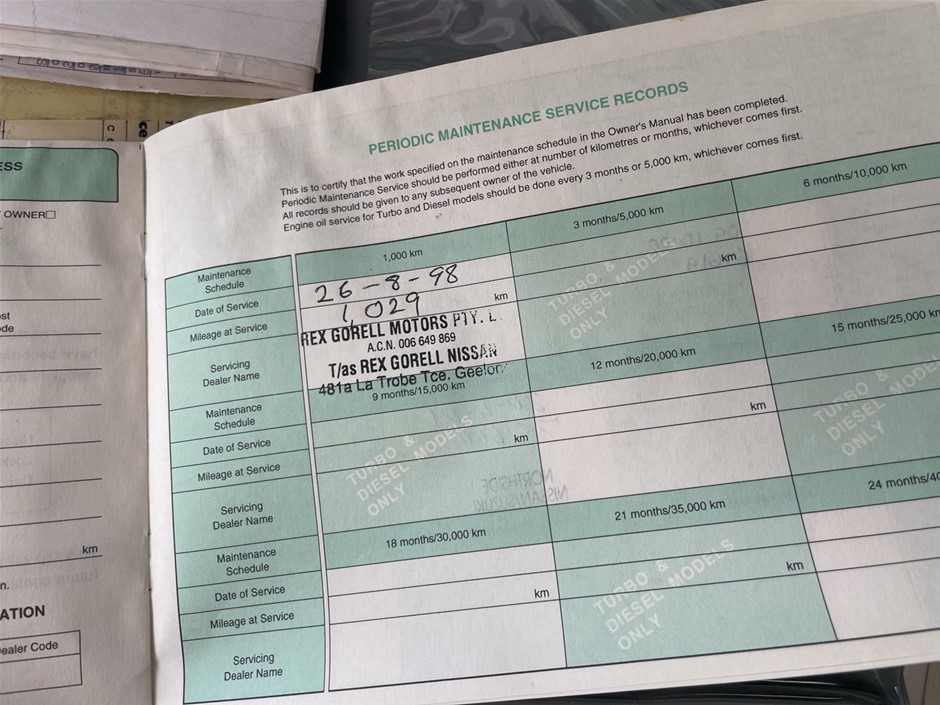 ESS
OWNER☐
km
ATION
ealer Code
PERIODIC MAINTENANCE SERVICE RECORDS
This is to certify that the work specified on the maintenance schedule in the Owner's Manual has been completed.
Periodic Maintenance Service should be performed either at number of kilometres or months, whichever comes first.
All records should be given to any subsequent owner of the vehicle.
Engine oil service for Turbo and Diesel models should be done every 3 months or 5,000 km, whichever comes first.
Maintenance Schedule
1,000 km
3 months/5,000 km
6 months/10,000 km
Date of Service
26-8-98
Mileage at Service
1,029 km
km
TURBO &
DIESEL MODELS
ONLY
Servicing Dealer Name
REX GORELL MOTORS PTY. L
A.C.N. 006 649 869
T/as REX GORELL NISSAN
481a La Trobe Tce. Geelon
Maintenance Schedule
9 months/15,000 km
12 months/20,000 km
15 months/25,000 km
Date of Service
Mileage at Service
km
km
TURBO &
DIESEL MODELS
ONLY
TURBO &
DIESEL MODEL
ONLY
Servicing Dealer Name
NORTHSIDE
NISSAN/SUZUKI
Maintenance Schedule
18 months/30,000 km
21 months/35,000 km
24 months/40
Date of Service
Mileage at Service
km
km
TURBO &
DIESEL MODELS
ONLY
Servicing Dealer Name